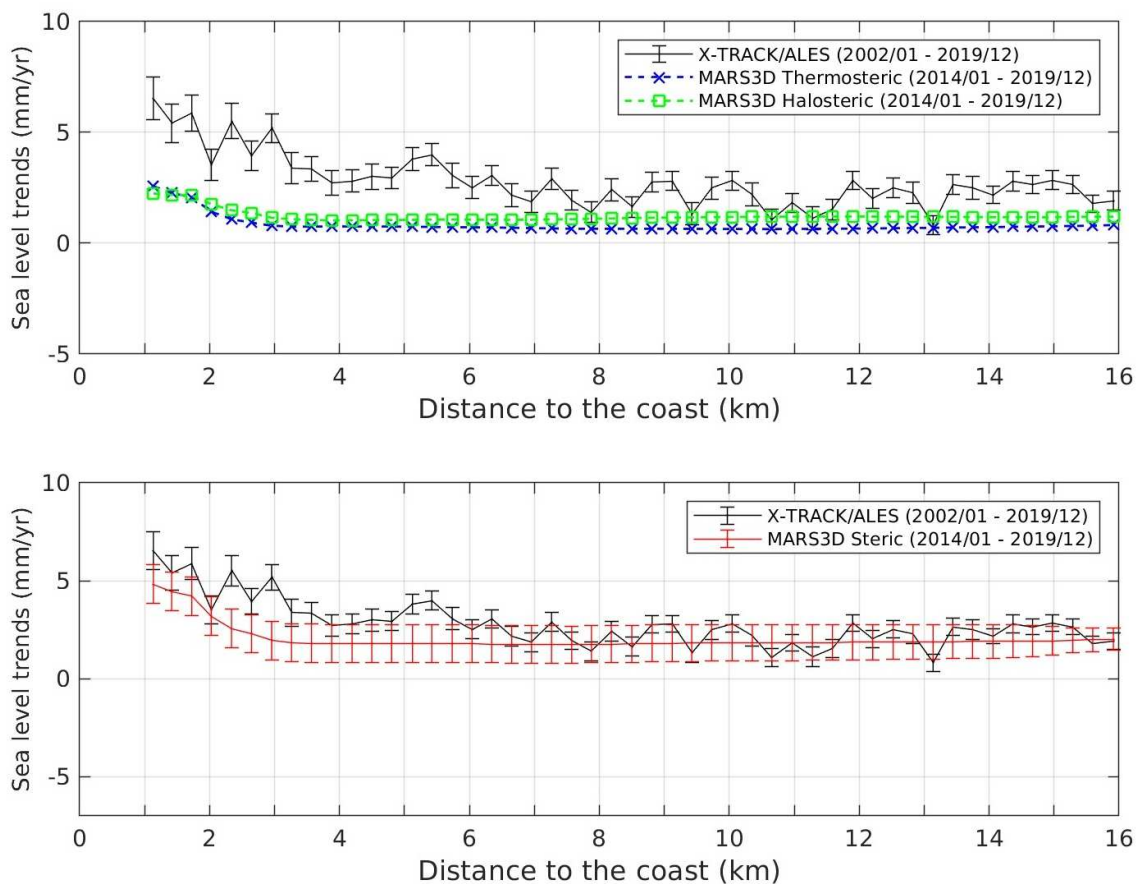 10
5
0
-5
Sea level trends (mm/yr)
X-TRACK/ALES (2002/01 - 2019/12)
MARS3D Thermosteric (2014/01 - 2019/12)
MARS3D Halosteric (2014/01 - 2019/12)
0 2 4 6 8 10 12 14 16
Distance to the coast (km)
10
5
0
-5
Sea level trends (mm/yr)
X-TRACK/ALES (2002/01 - 2019/12)
MARS3D Steric (2014/01 - 2019/12)
0 2 4 6 8 10 12 14 16
Distance to the coast (km)